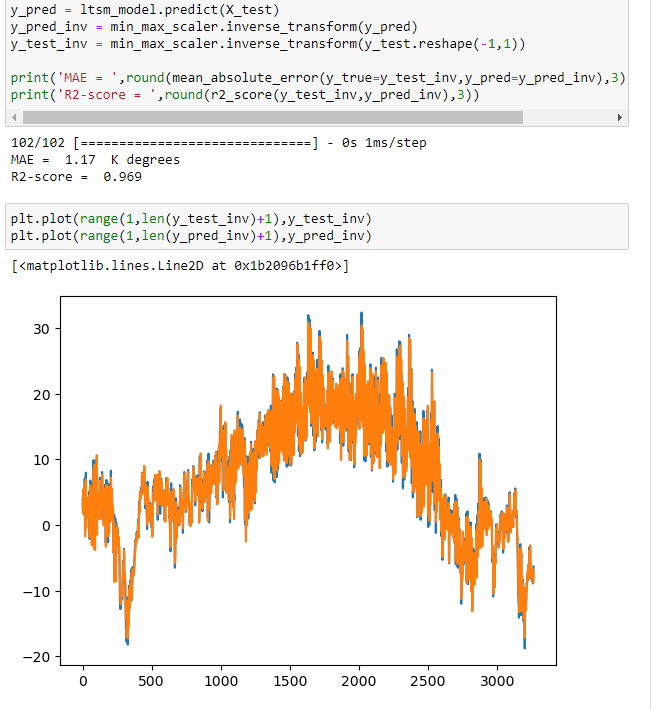 y_pred = ltsm_model.predict(X_test)
y_pred_inv = min_max_scaler.inverse_transform(y_pred)
y_test_inv = min_max_scaler.inverse_transform(y_test.reshape(-1,1))
print('MAE = ',round(mean_absolute_error(y_true=y_test_inv,y_pred=y_pred_inv),3)
print('R2-score = ',round(r2_score(y_test_inv,y_pred_inv),3))
102/102 [==============================] - 0s 1ms/step
MAE =  1.17  K degrees
R2-score =  0.969
plt.plot(range(1,len(y_test_inv)+1),y_test_inv)
plt.plot(range(1,len(y_pred_inv)+1),y_pred_inv)
[<matplotlib.lines.Line2D at 0x1b2096b1ff0>]
30
20
10
0
−10
−20
0 500 1000 1500 2000 2500 3000